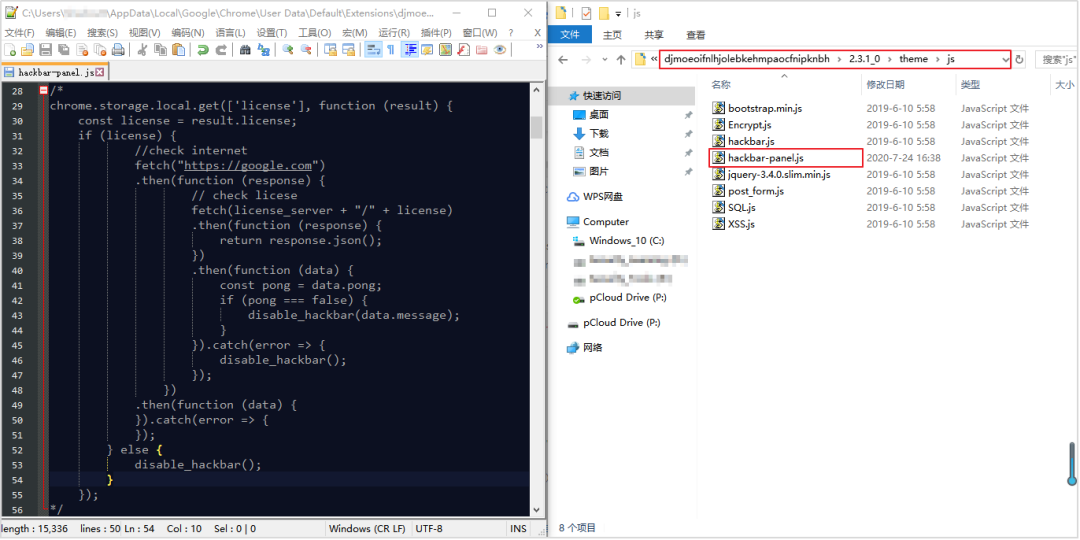 C:\Users\ \AppData\Local\Google\Chrome\User Data\Default\Extensions\djmoe...
文件(F) 编辑(E) 搜索(S) 视图(V) 编码(N) 语言(L) 设置(T) 工具(O) 宏(M) 运行(R) 插件(P) 窗口(W) ? X
hackbar-panel.js
28 /*
29 chrome.storage.local.get(['license'], function (result) {
30 const license = result.license;
31 if (license) {
32 //check internet
33 fetch("https://google.com")
34 .then(function (response) {
35 // check licese
36 fetch(license_server + "/" + license)
37 .then(function (response) {
38 return response.json();
39 })
40 .then(function (data) {
41 const pong = data.pong;
42 if (pong === false) {
43 disable_hackbar(data.message);
44 }
45 }).catch(error => {
46 disable_hackbar();
47 });
48 })
49 .then(function (data) {
50 }).catch(error => {
51 });
52 } else {
53 disable_hackbar();
54 }
55 });
56 */
length : 15,336 lines : 50 Ln : 54 Col : 10 Sel : 0 | 0 Windows (CR LF) UTF-8 INS
js
文件 主页 共享 查看
« djmoeoifnlhjolebkehmpaocfnipknbh › 2.3.1_0 › theme › js 搜索"js"
名称 修改日期 类型 大小
快速访问
桌面
下载
文档
图片
WPS网盘
Computer
Windows_10 (C:)
pCloud Drive (P:)
pCloud Drive (P:)
网络
bootstrap.min.js 2019-6-10 5:58 JavaScript 文件
Encrypt.js 2019-6-10 5:58 JavaScript 文件
hackbar.js 2019-6-10 5:58 JavaScript 文件
hackbar-panel.js 2020-7-24 16:38 JavaScript 文件
jquery-3.4.0.slim.min.js 2019-6-10 5:58 JavaScript 文件
post_form.js 2019-6-10 5:58 JavaScript 文件
SQL.js 2019-6-10 5:58 JavaScript 文件
XSS.js 2019-6-10 5:58 JavaScript 文件
8 个项目